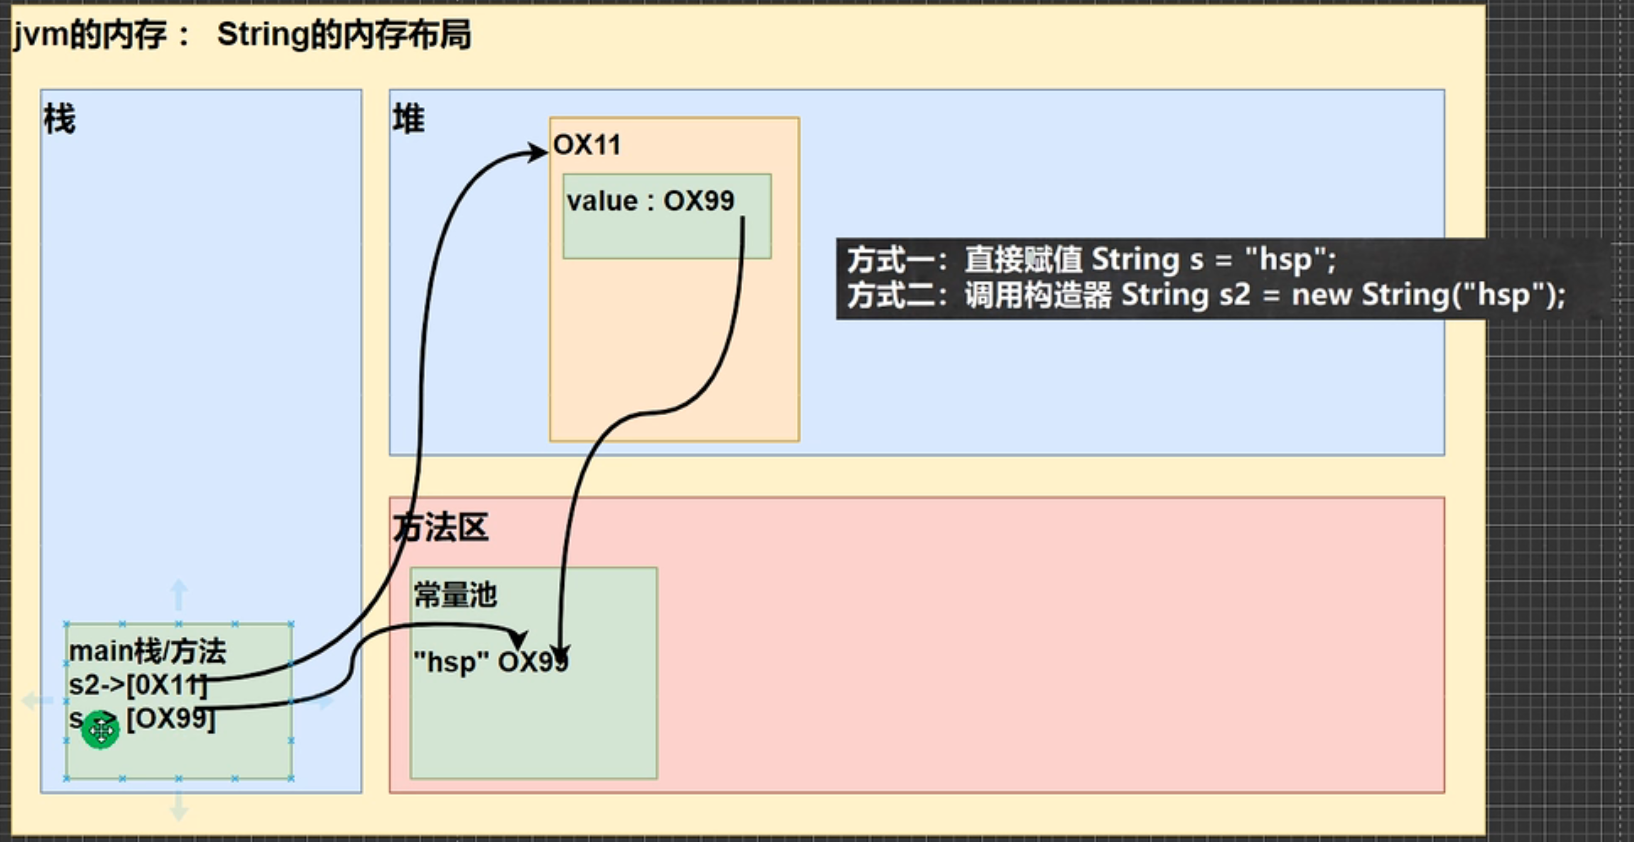 jvm的内存： String的内存布局
栈
堆
OX11
value : OX99
方式一：直接赋值 String s = "hsp";
方式二：调用构造器 String s2 = new String("hsp");
方法区
常量池
"hsp" OX99
main栈/方法
s2->[0X11]
s -> [OX99]